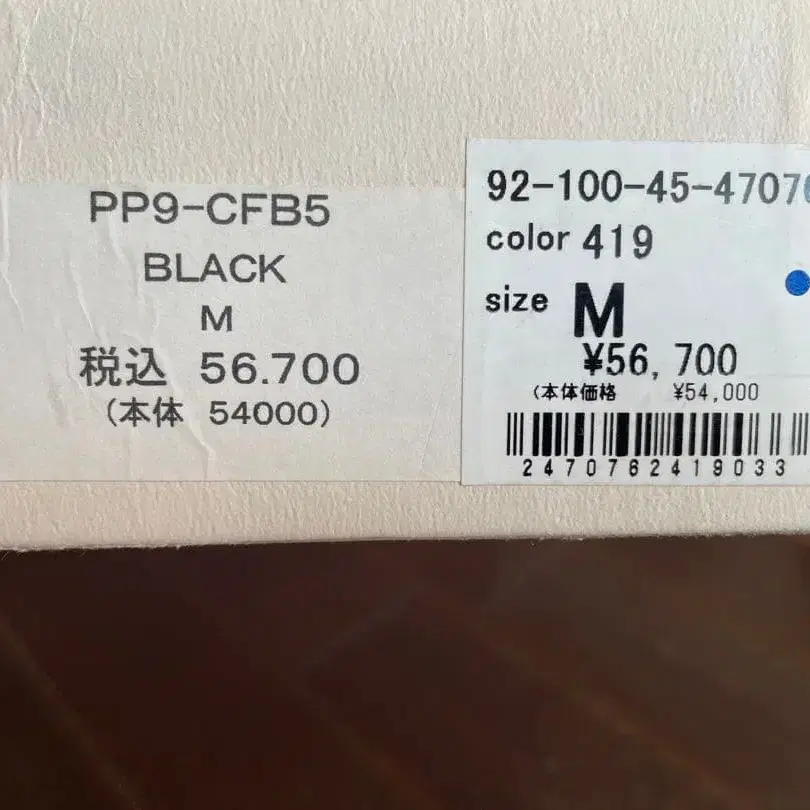 PP9-CFB5
BLACK
M
税込 56.700
(本体 54000)
92-100-45-4707
color 419
size M
¥56,700
(本体価格 ¥54,000
2470762419033